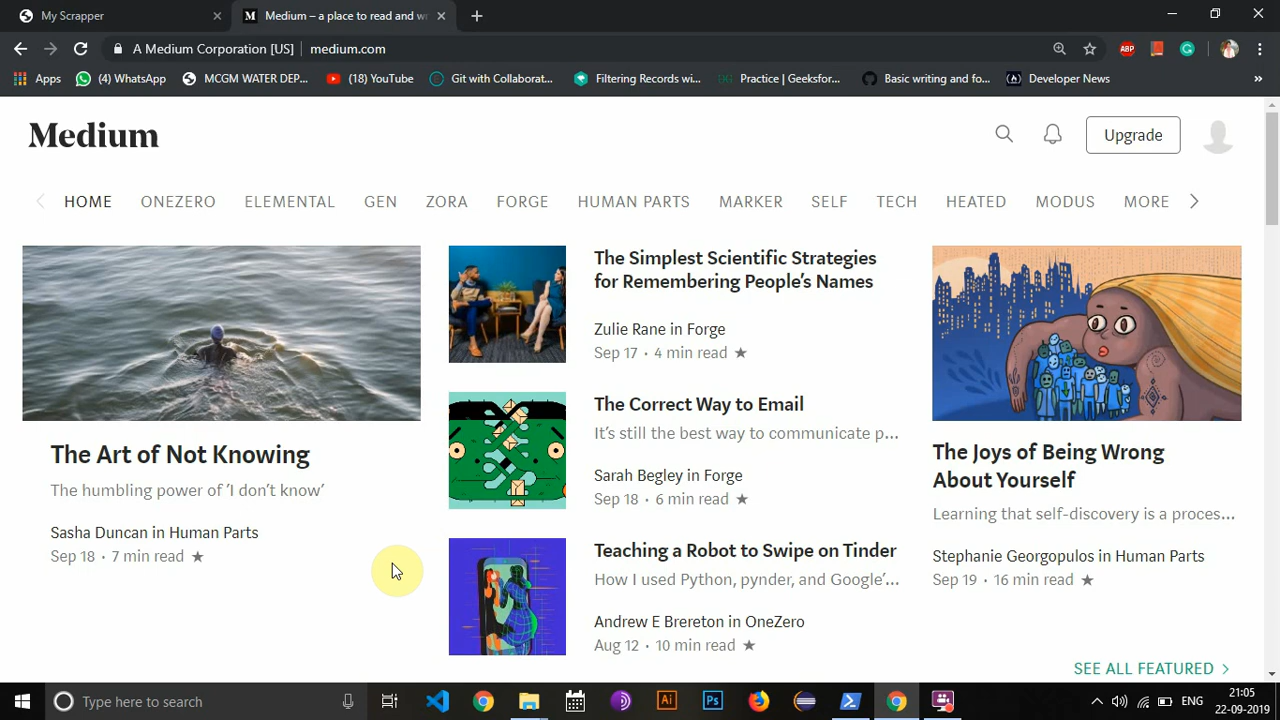 My Scrapper
Medium – a place to read and w
A Medium Corporation [US] medium.com
ABP
Apps
(4) WhatsApp
MCGM WATER DEP...
(18) YouTube
Git with Collaborat...
Filtering Records wi...
Practice | Geeksfor...
Basic writing and fo...
Developer News
»
Medium
Upgrade
HOME ONEZERO ELEMENTAL GEN ZORA FORGE HUMAN PARTS MARKER SELF TECH HEATED MODUS MORE
The Art of Not Knowing
The humbling power of ‘I don’t know’
Sasha Duncan in Human Parts
Sep 18 · 7 min read ★
The Simplest Scientific Strategies
for Remembering People’s Names
Zulie Rane in Forge
Sep 17 · 4 min read ★
The Correct Way to Email
It’s still the best way to communicate p...
Sarah Begley in Forge
Sep 18 · 6 min read ★
Teaching a Robot to Swipe on Tinder
How I used Python, pynder, and Google’...
Andrew E Brereton in OneZero
Aug 12 · 10 min read ★
The Joys of Being Wrong
About Yourself
Learning that self-discovery is a proces...
Stephanie Georgopulos in Human Parts
Sep 19 · 16 min read ★
SEE ALL FEATURED
Type here to search
Ai
Ps
ENG
21:05
22-09-2019